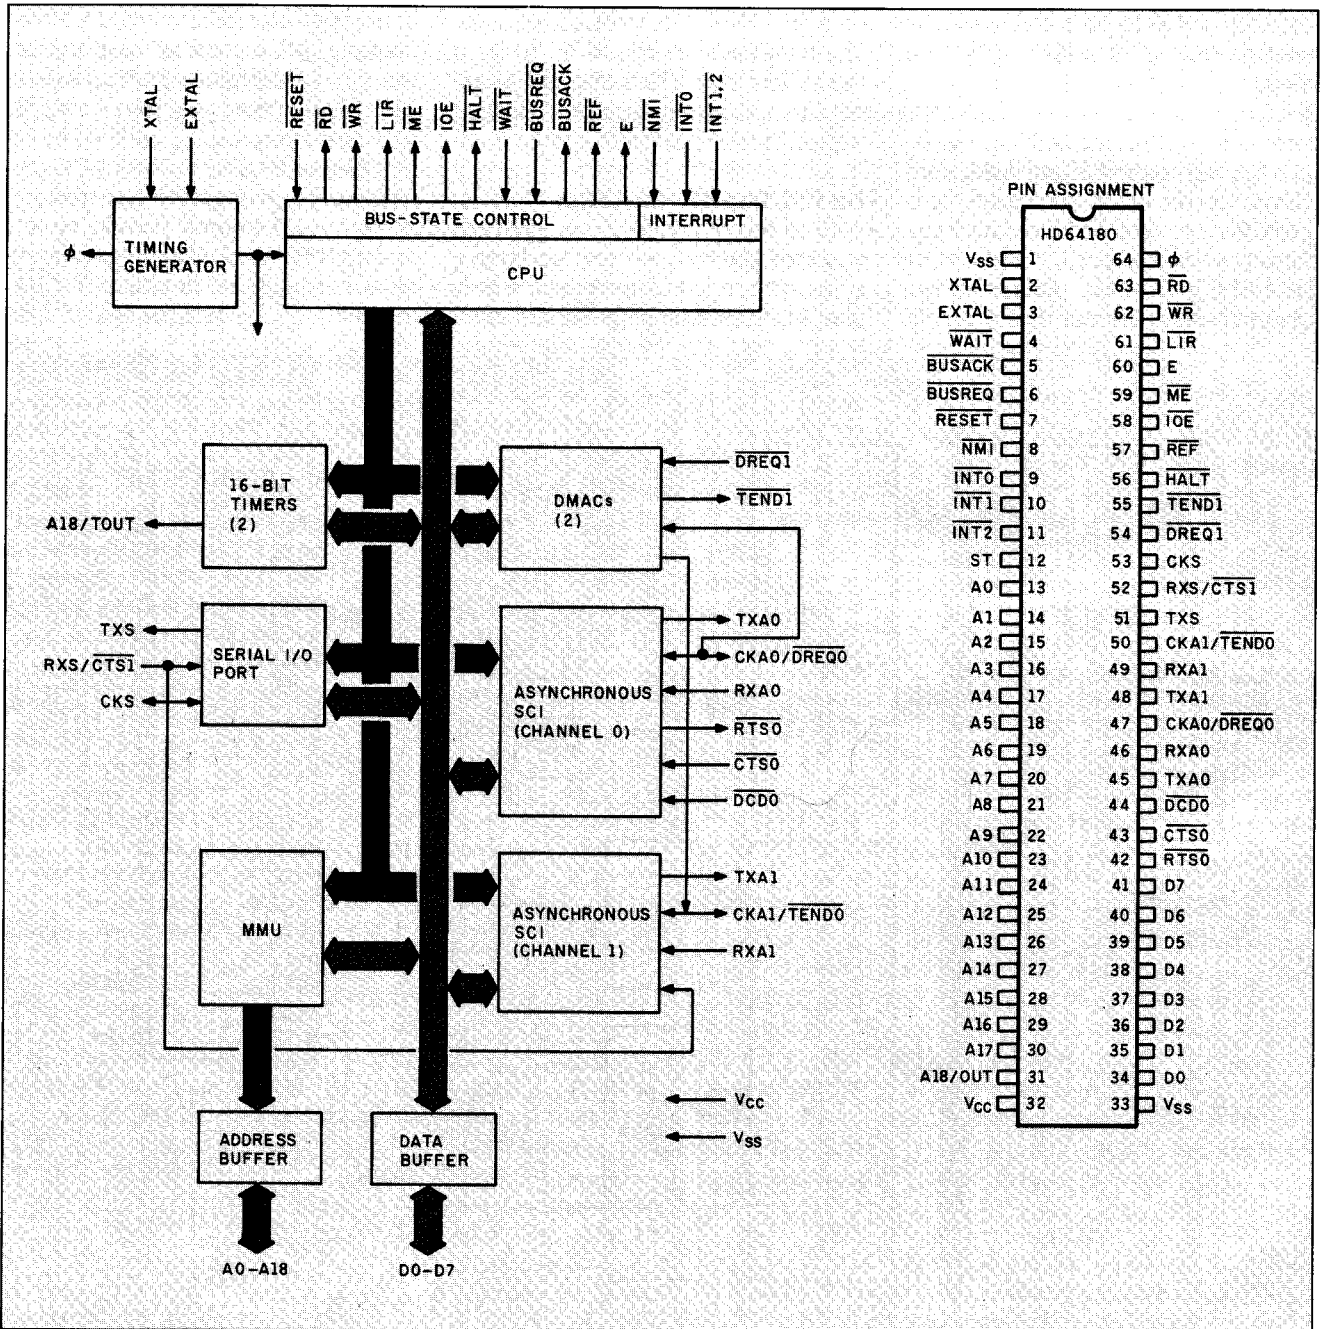 XTAL
EXTAL
RESET
RD
WR
LIR
ME
IOE
HALT
WAIT
BUSREQ
BUSACK
REF
E
NMI
INT0
INT1,2
BUS-STATE CONTROL
INTERRUPT
CPU
ϕ
TIMING
GENERATOR
16-BIT
TIMERS
(2)
A18/TOUT
DMACs
(2)
DREQ1
TEND1
TXS
RXS/CTS1
CKS
SERIAL I/O
PORT
ASYNCHRONOUS
SCI
(CHANNEL 0)
TXA0
CKA0/DREQ0
RXA0
RTS0
CTS0
DCD0
MMU
ASYNCHRONOUS
SCI
(CHANNEL 1)
TXA1
CKA1/TEND0
RXA1
VCC
VSS
ADDRESS
BUFFER
DATA
BUFFER
A0-A18
D0-D7
PIN ASSIGNMENT
HD64180
VSS 1 64 ϕ
XTAL 2 63 RD
EXTAL 3 62 WR
WAIT 4 61 LIR
BUSACK 5 60 E
BUSREQ 6 59 ME
RESET 7 58 IOE
NMI 8 57 REF
INT0 9 56 HALT
INT1 10 55 TEND1
INT2 11 54 DREQ1
ST 12 53 CKS
A0 13 52 RXS/CTS1
A1 14 51 TXS
A2 15 50 CKA1/TEND0
A3 16 49 RXA1
A4 17 48 TXA1
A5 18 47 CKA0/DREQ0
A6 19 46 RXA0
A7 20 45 TXA0
A8 21 44 DCD0
A9 22 43 CTS0
A10 23 42 RTS0
A11 24 41 D7
A12 25 40 D6
A13 26 39 D5
A14 27 38 D4
A15 28 37 D3
A16 29 36 D2
A17 30 35 D1
A18/OUT 31 34 D0
VCC 32 33 VSS